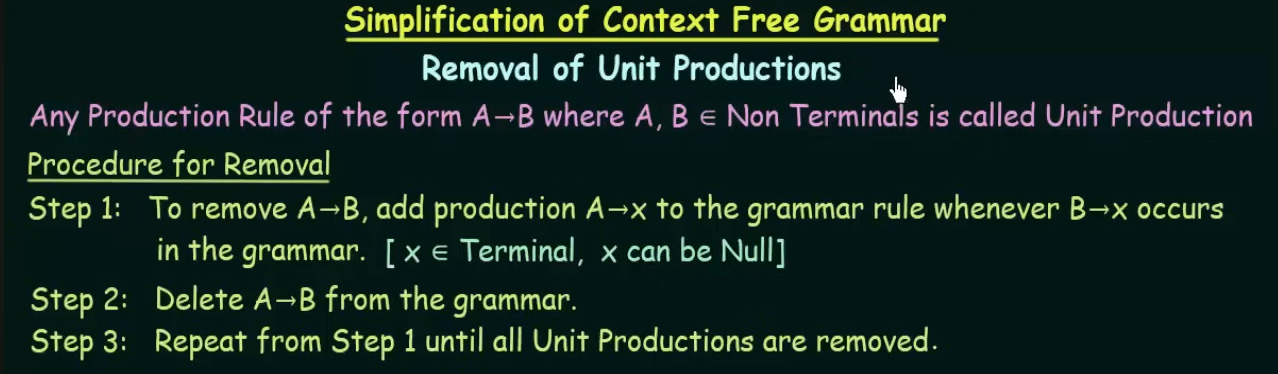 Simplification of Context Free Grammar
Removal of Unit Productions
Any Production Rule of the form A→B where A, B ∈ Non Terminals is called Unit Production
Procedure for Removal
Step 1: To remove A→B, add production A→x to the grammar rule whenever B→x occurs
in the grammar. [ x ∈ Terminal, x can be Null]
Step 2: Delete A→B from the grammar.
Step 3: Repeat from Step 1 until all Unit Productions are removed.